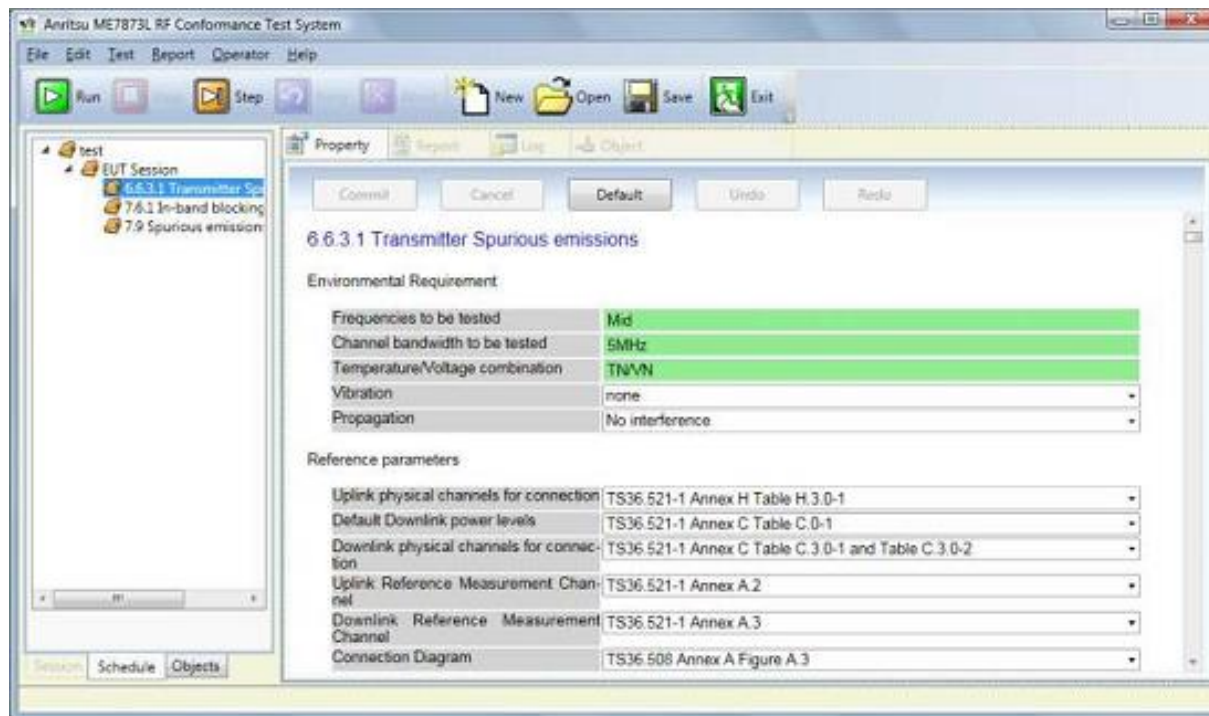 Anritsu ME7873L RF Conformance Test System
File Edit Test Report Operator Help
Run Step New Open Save Exit
test
EUT Session
6.6.3.1 Transmitter Spu
7.6.1 In-band blocking
7.9 Spurious emission
Session Schedule Objects
Property Report Log Object
Commit Cancel Default Undo Redo
6.6.3.1 Transmitter Spurious emissions
Environmental Requirement
Frequencies to be tested Mid
Channel bandwidth to be tested 5MHz
Temperature/Voltage combination TN/VN
Vibration none
Propagation No interference
Reference parameters
Uplink physical channels for connection TS36.521-1 Annex H Table H.3.0-1
Default Downlink power levels TS36.521-1 Annex C Table C.0-1
Downlink physical channels for connec- TS36.521-1 Annex C Table C.3.0-1 and Table C.3.0-2
tion
Uplink Reference Measurement Chan- TS36.521-1 Annex A.2
nel
Downlink Reference Measurement TS36.521-1 Annex A.3
Channel
Connection Diagram TS36.508 Annex A Figure A.3